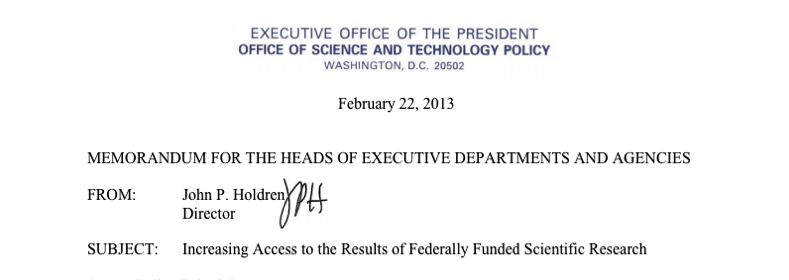 EXECUTIVE OFFICE OF THE PRESIDENT
OFFICE OF SCIENCE AND TECHNOLOGY POLICY
WASHINGTON, D.C. 20502
February 22, 2013
MEMORANDUM FOR THE HEADS OF EXECUTIVE DEPARTMENTS AND AGENCIES
FROM: John P. Holdren JPH
Director
SUBJECT: Increasing Access to the Results of Federally Funded Scientific Research